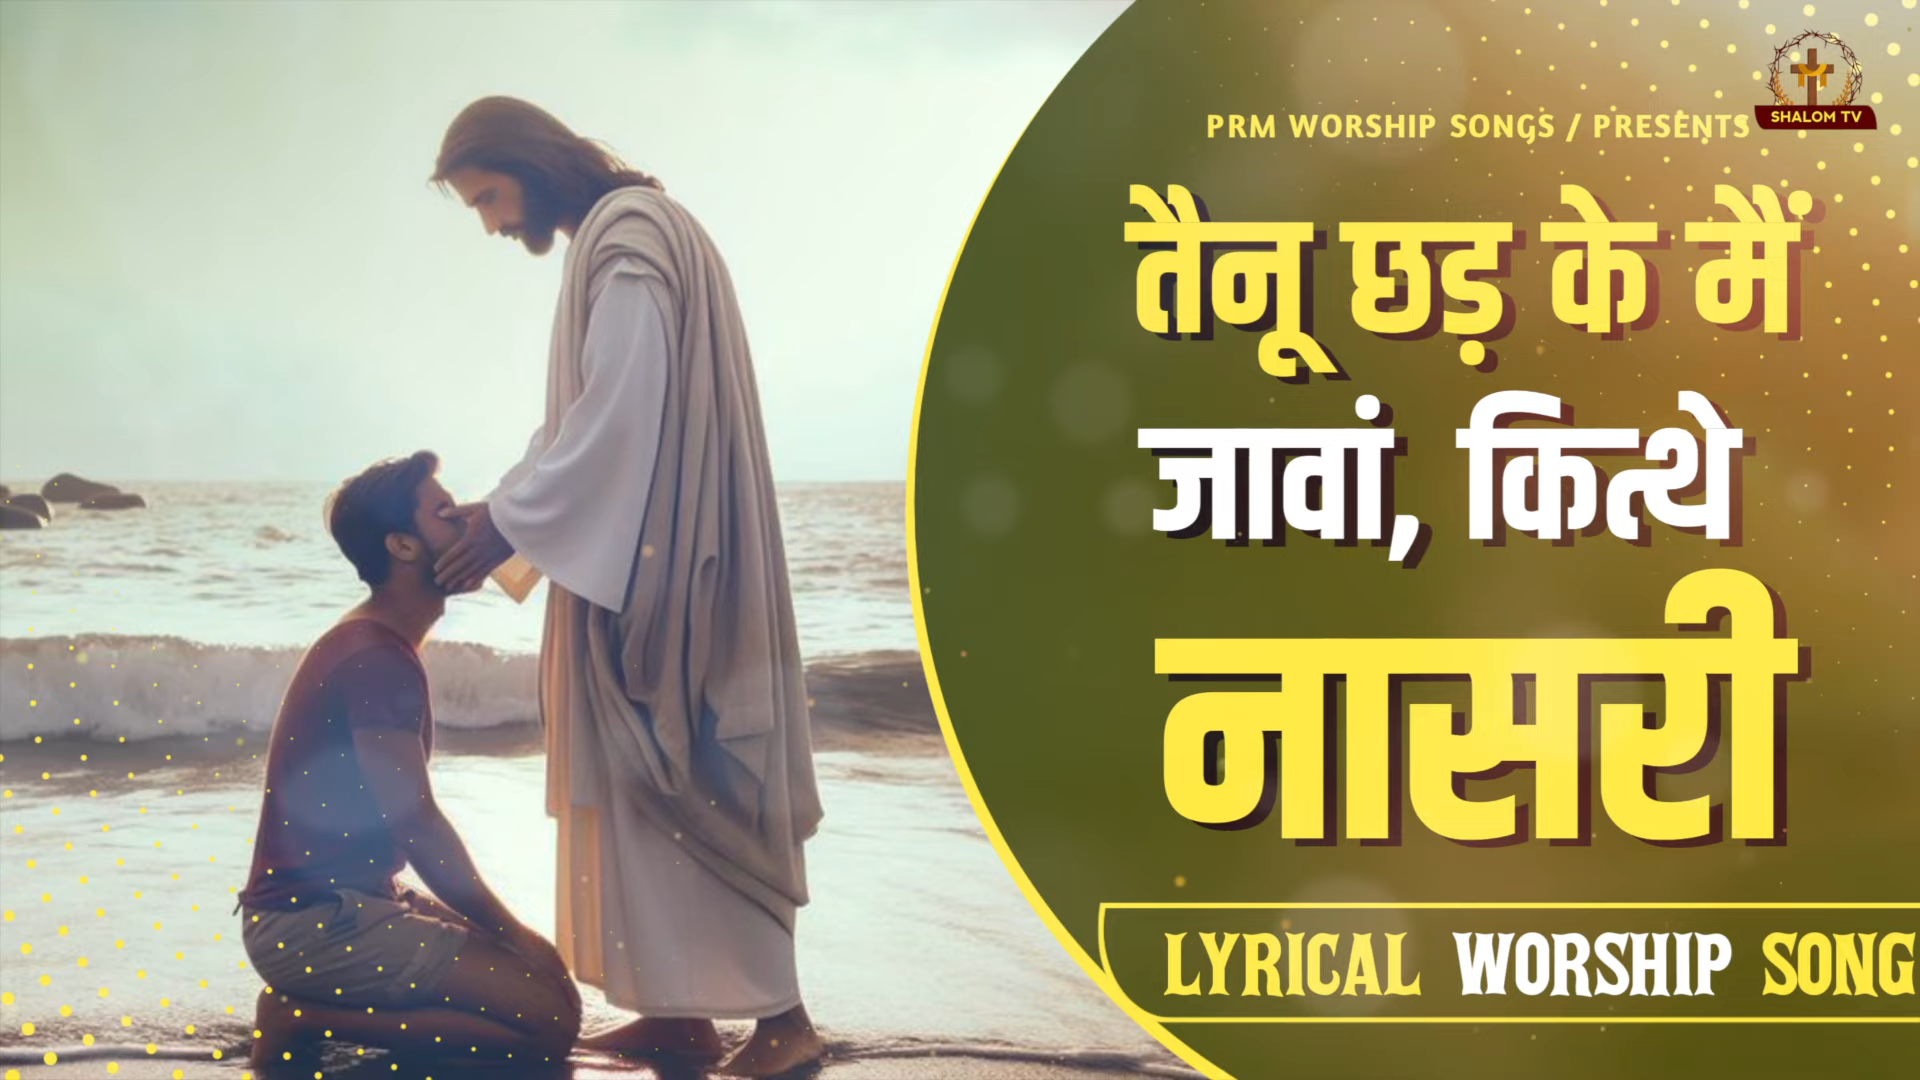 PRM WORSHIP SONGS / PRESENTS
SHALOM TV
तैनू छड़ के मैं
जावां, कित्थे
नासरी
LYRICAL WORSHIP SONG